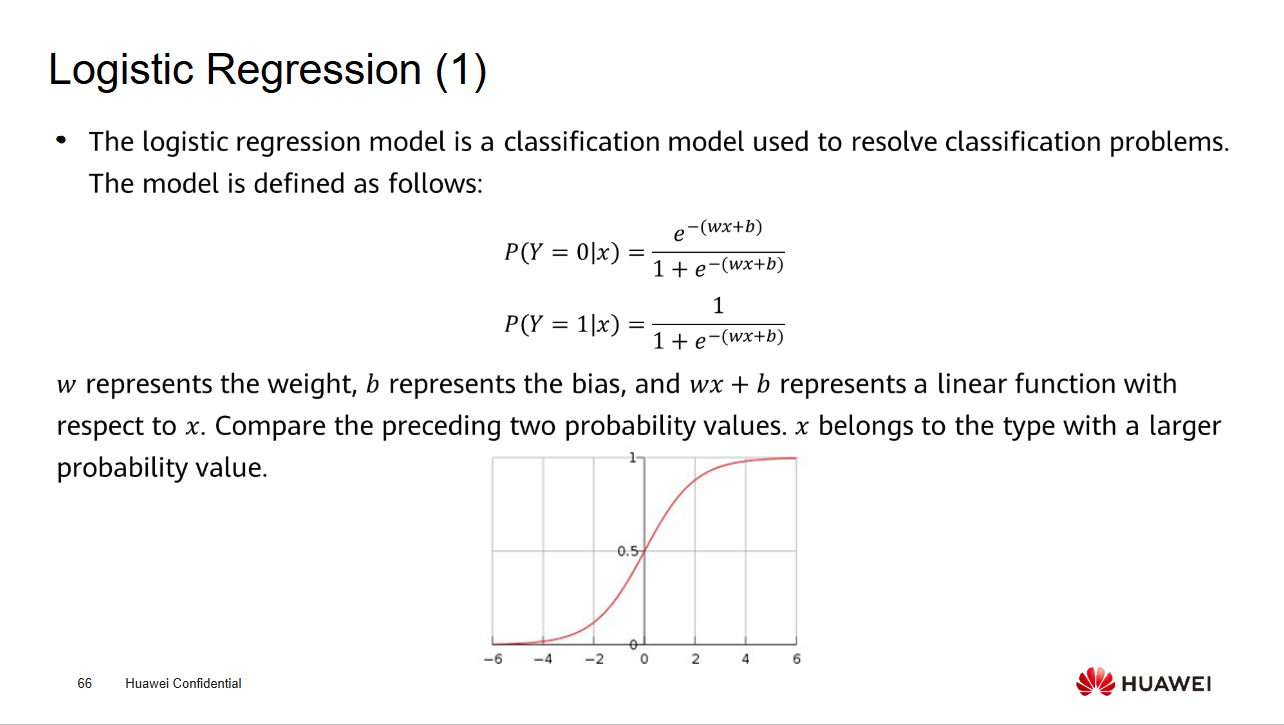 Logistic Regression (1)
• The logistic regression model is a classification model used to resolve classification problems.
The model is defined as follows:
P(Y = 0|x) = e^−(wx+b) / 1 + e^−(wx+b)
P(Y = 1|x) = 1 / 1 + e^−(wx+b)
w represents the weight, b represents the bias, and wx + b represents a linear function with
respect to x. Compare the preceding two probability values. x belongs to the type with a larger
probability value.
1
0.5
0
−6 −4 −2 0 2 4 6
66 Huawei Confidential
HUAWEI